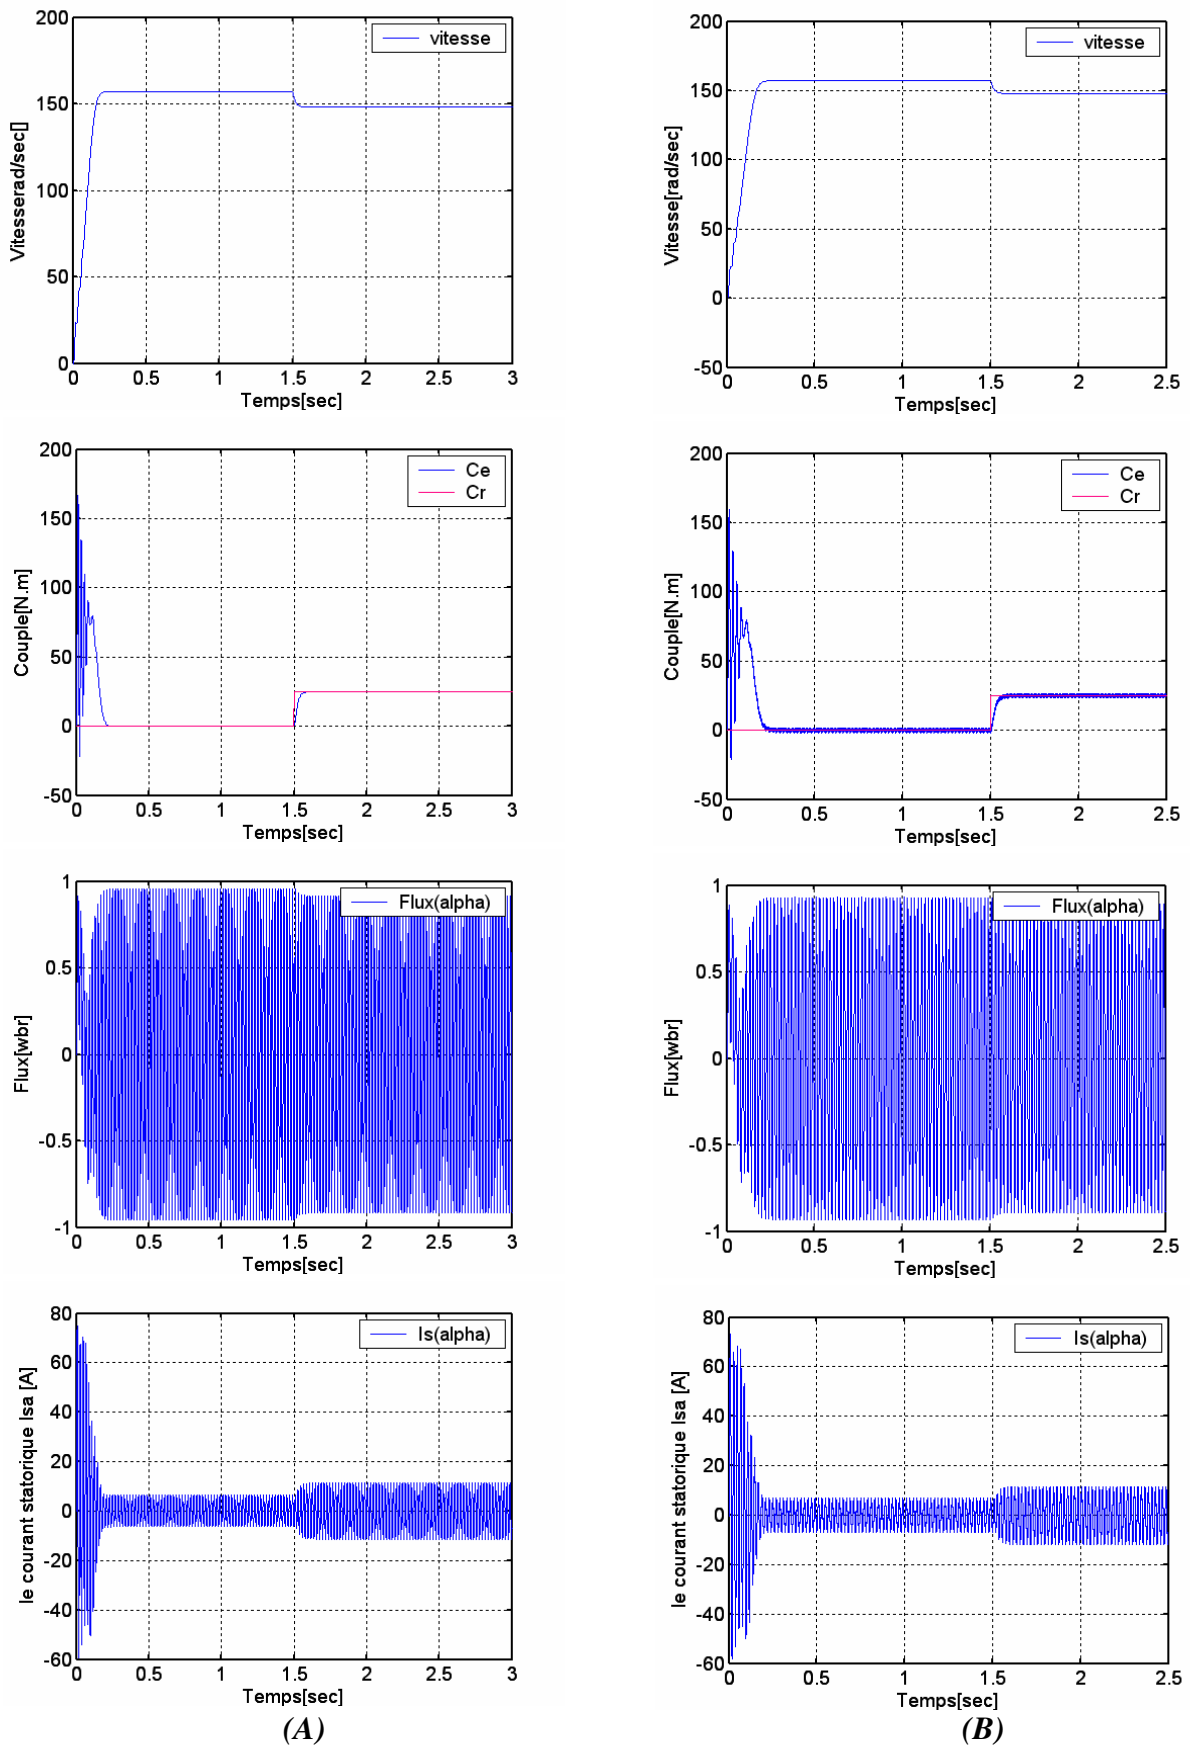 200
150
100
50
0
0 0.5 1 1.5 2 2.5 3
Vitesserad/sec[]
Temps[sec]
vitesse
200
150
100
50
0
-50
0 0.5 1 1.5 2 2.5
Vitesse[rad/sec]
Temps[sec]
vitesse
200
150
100
50
0
-50
0 0.5 1 1.5 2 2.5 3
Couple[N.m]
Temps[sec]
Ce
Cr
200
150
100
50
0
-50
0 0.5 1 1.5 2 2.5
Couple[N.m]
Temps[sec]
Ce
Cr
1
0.5
0
-0.5
-1
0 0.5 1 1.5 2 2.5 3
Flux[wbr]
Temps[sec]
Flux(alpha)
1
0.5
0
-0.5
-1
0 0.5 1 1.5 2 2.5
Flux[wbr]
Temps[sec]
Flux(alpha)
80
60
40
20
0
-20
-40
-60
0 0.5 1 1.5 2 2.5 3
le courant statorique Isa [A]
Temps[sec]
Is(alpha)
80
60
40
20
0
-20
-40
-60
0 0.5 1 1.5 2 2.5
le courant statorique Isa [A]
Temps[sec]
Is(alpha)
(A)
(B)